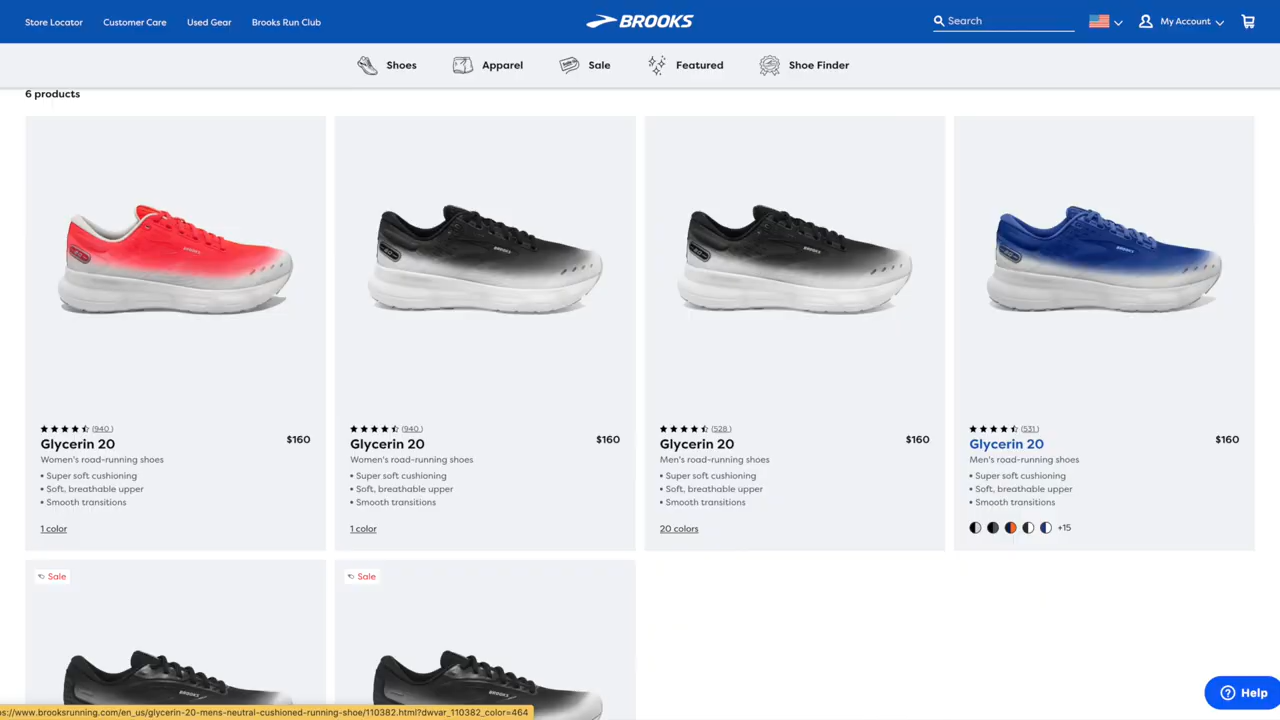 Store Locator
Customer Care
Used Gear
Brooks Run Club
BROOKS
Search
My Account
Shoes
Apparel
Sale
Featured
Shoe Finder
6 products
(940 )
Glycerin 20
$160
Women's road-running shoes
• Super soft cushioning
• Soft, breathable upper
• Smooth transitions
1 color
(940 )
Glycerin 20
$160
Women's road-running shoes
• Super soft cushioning
• Soft, breathable upper
• Smooth transitions
1 color
(528 )
Glycerin 20
$160
Men's road-running shoes
• Super soft cushioning
• Soft, breathable upper
• Smooth transitions
20 colors
(531 )
Glycerin 20
$160
Men's road-running shoes
• Super soft cushioning
• Soft, breathable upper
• Smooth transitions
+15
Sale
Sale
Help
ps://www.brooksrunning.com/en_us/glycerin-20-mens-neutral-cushioned-running-shoe/110382.html?dwvar_110382_color=464